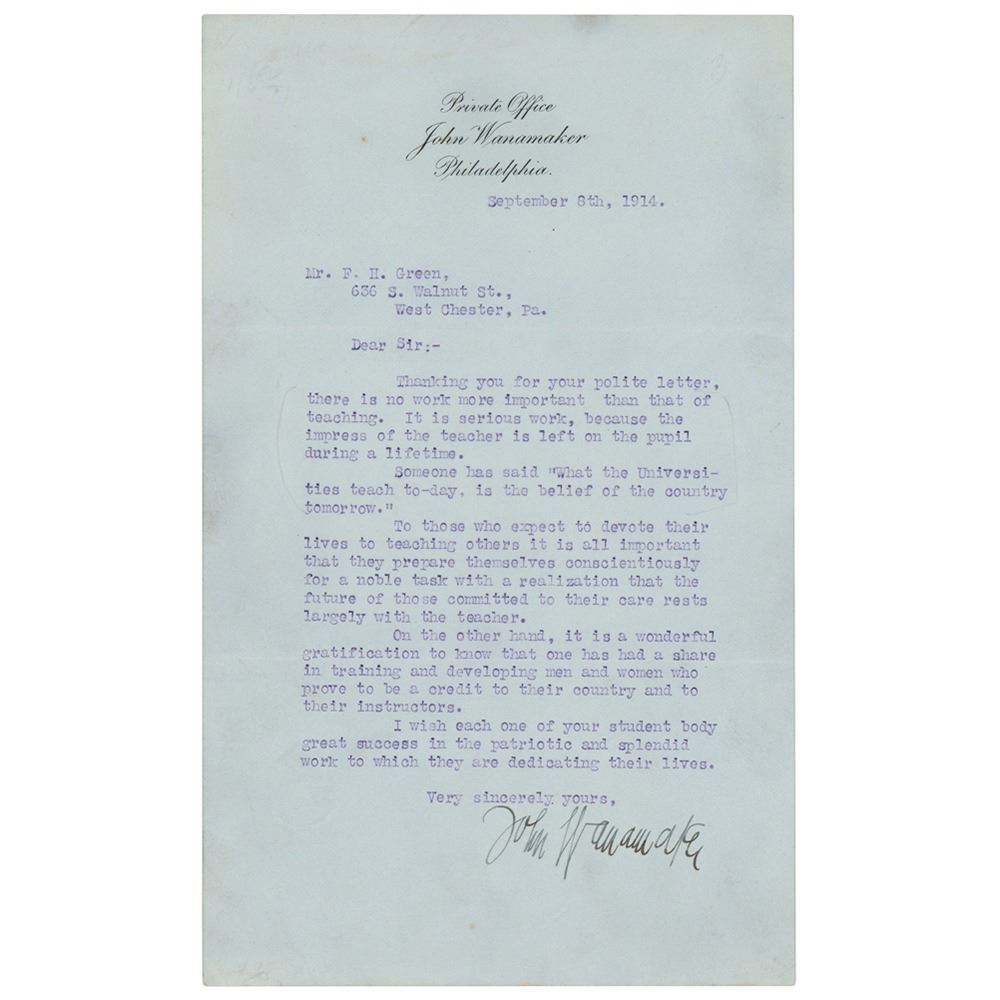 Private Office
John Wanamaker
Philadelphia.
September 8th, 1914.
Mr. F. H. Green,
636 S. Walnut St.,
West Chester, Pa.
Dear Sir:-
Thanking you for your polite letter,
there is no work more important than that of
teaching. It is serious work, because the
impress of the teacher is left on the pupil
during a lifetime.
Someone has said "What the Universi-
ties teach to-day, is the belief of the country
tomorrow."
To those who expect to devote their
lives to teaching others it is all important
that they prepare themselves conscientiously
for a noble task with a realization that the
future of those committed to their care rests
largely with the teacher.
On the other hand, it is a wonderful
gratification to know that one has had a share
in training and developing men and women who
prove to be a credit to their country and to
their instructors.
I wish each one of your student body
great success in the patriotic and splendid
work to which they are dedicating their lives.
Very sincerely yours,
John Wanamaker